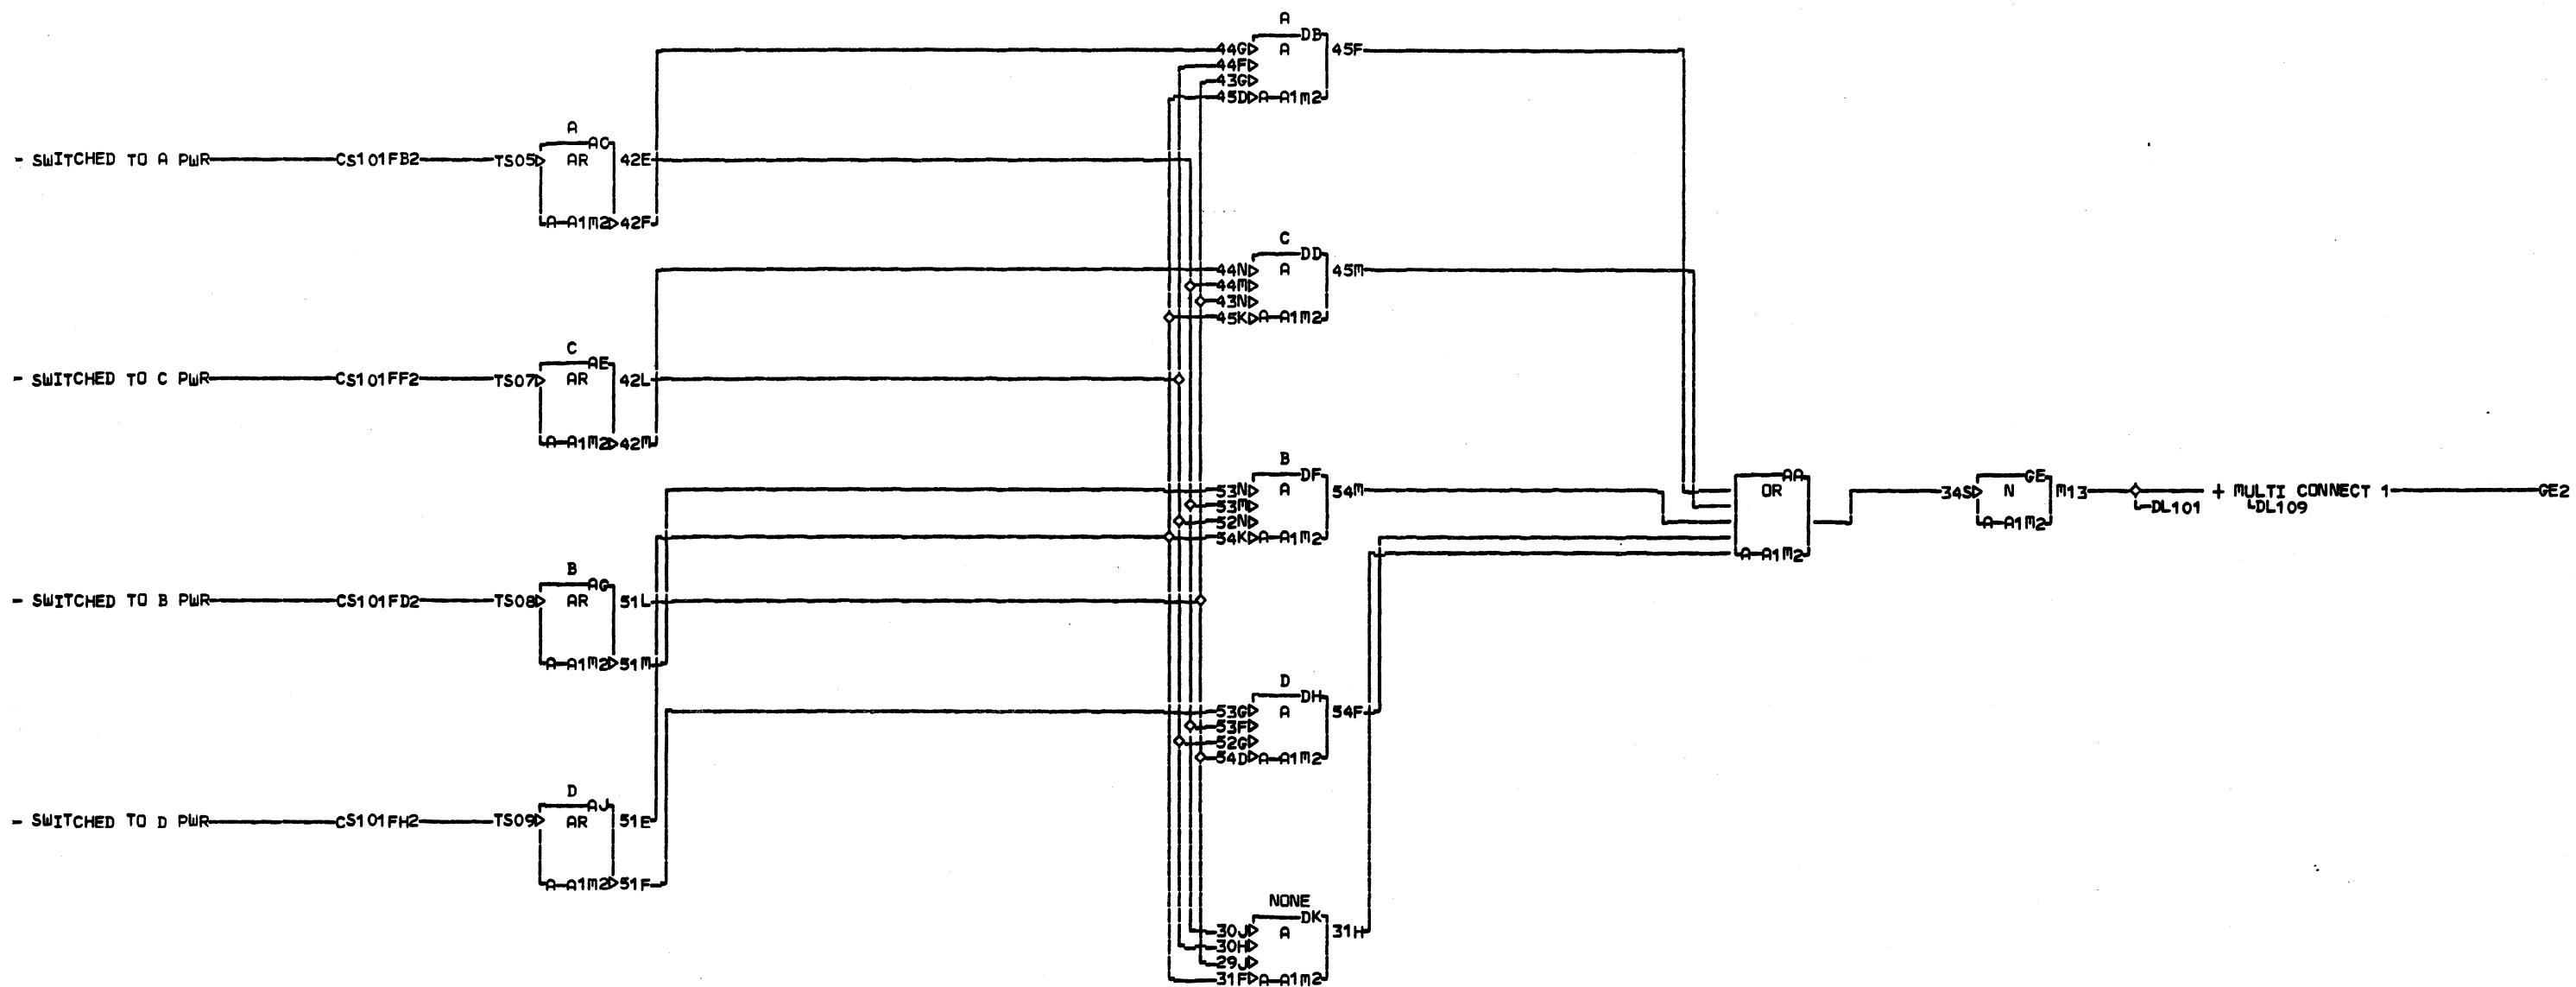 A
DB
44G A 45F
44F
43G
45D A-A1M2
- SWITCHED TO A PWR CS101FB2 TS05
A
AC
AR 42E
A-A1M2 42F
C
DD
44N A 45M
44M
43N
45K A-A1M2
- SWITCHED TO C PWR CS101FF2 TS07
C
AE
AR 42L
A-A1M2 42M
B
DF
53N A 54M
53M
52N
54K A-A1M2
AA
OR
A-A1M2
34S
GE
N M13
A-A1M2
DL101
+ MULTI CONNECT 1 GE2
DL109
- SWITCHED TO B PWR CS101FD2 TS08
B
AG
AR 51L
A-A1M2 51M
D
DH
53G A 54F
53F
52G
54D A-A1M2
- SWITCHED TO D PWR CS101FH2 TS09
D
AJ
AR 51E
A-A1M2 51F
NONE
DK
30J A 31H
30H
29J
31F A-A1M2